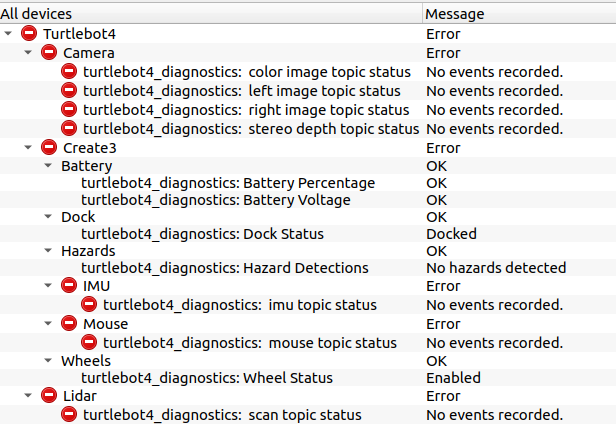 All devices Message
Turtlebot4 Error
Camera Error
turtlebot4_diagnostics: color image topic status No events recorded.
turtlebot4_diagnostics: left image topic status No events recorded.
turtlebot4_diagnostics: right image topic status No events recorded.
turtlebot4_diagnostics: stereo depth topic status No events recorded.
Create3 Error
Battery OK
turtlebot4_diagnostics: Battery Percentage OK
turtlebot4_diagnostics: Battery Voltage OK
Dock OK
turtlebot4_diagnostics: Dock Status Docked
Hazards OK
turtlebot4_diagnostics: Hazard Detections No hazards detected
IMU Error
turtlebot4_diagnostics: imu topic status No events recorded.
Mouse Error
turtlebot4_diagnostics: mouse topic status No events recorded.
Wheels OK
turtlebot4_diagnostics: Wheel Status Enabled
Lidar Error
turtlebot4_diagnostics: scan topic status No events recorded.